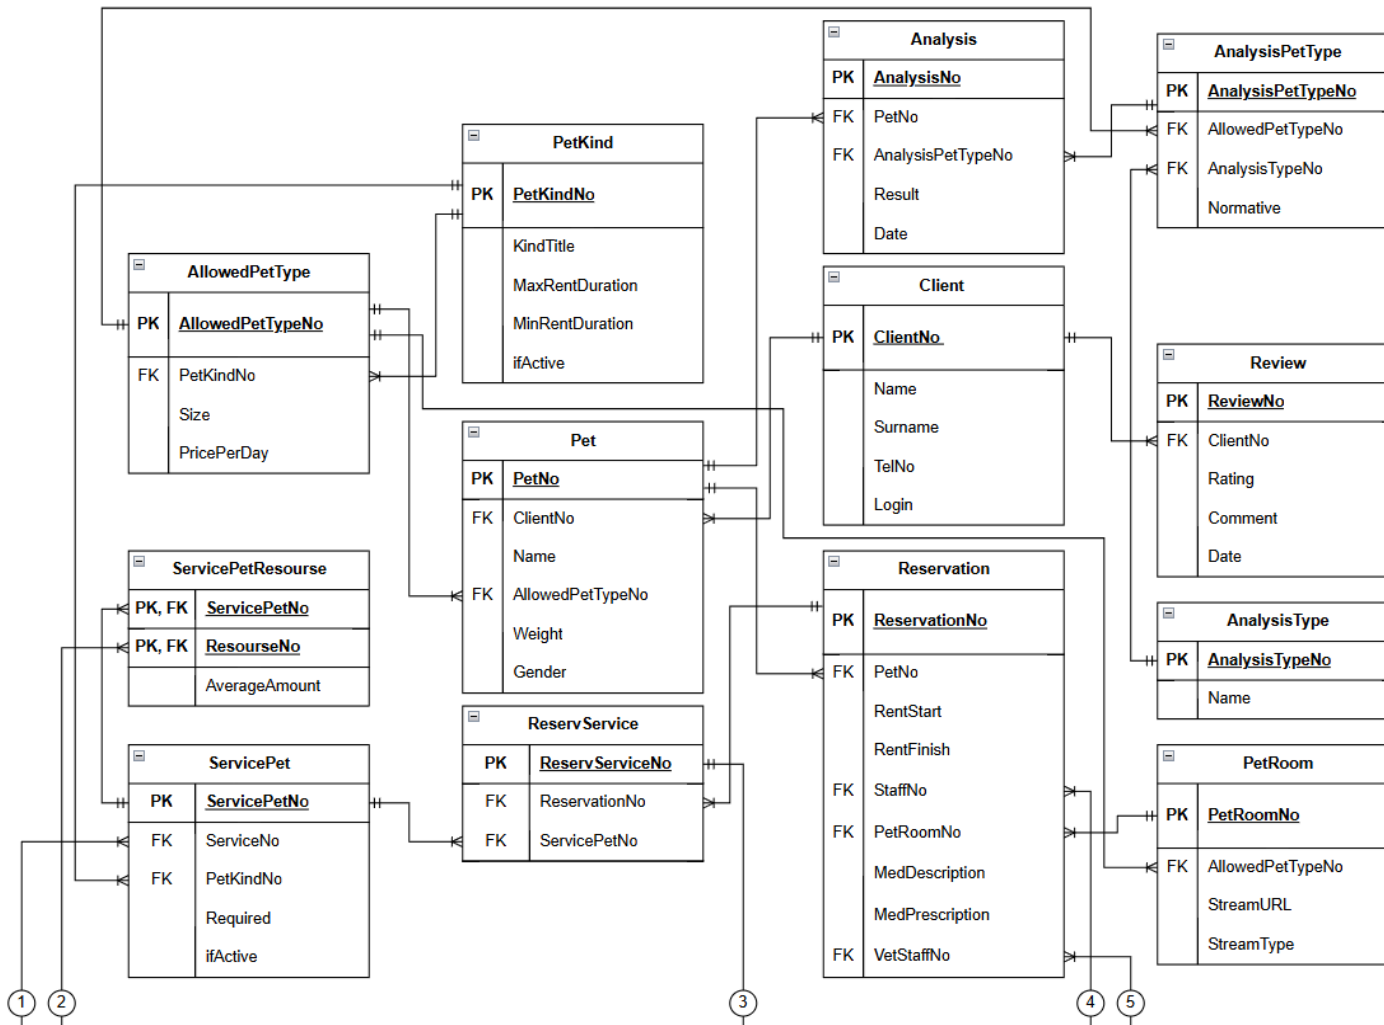 Analysis
PK AnalysisNo
FK PetNo
FK AnalysisPetTypeNo
Result
Date
AnalysisPetType
PK AnalysisPetTypeNo
FK AllowedPetTypeNo
FK AnalysisTypeNo
Normative
PetKind
PK PetKindNo
KindTitle
MaxRentDuration
MinRentDuration
ifActive
AllowedPetType
PK AllowedPetTypeNo
FK PetKindNo
Size
PricePerDay
Client
PK ClientNo
Name
Surname
TelNo
Login
Review
PK ReviewNo
FK ClientNo
Rating
Comment
Date
Pet
PK PetNo
FK ClientNo
Name
FK AllowedPetTypeNo
Weight
Gender
ServicePetResourse
PK, FK ServicePetNo
PK, FK ResourseNo
AverageAmount
Reservation
PK ReservationNo
FK PetNo
RentStart
RentFinish
FK StaffNo
FK PetRoomNo
MedDescription
MedPrescription
FK VetStaffNo
AnalysisType
PK AnalysisTypeNo
Name
ReservService
PK ReservServiceNo
FK ReservationNo
FK ServicePetNo
ServicePet
PK ServicePetNo
FK ServiceNo
FK PetKindNo
Required
ifActive
PetRoom
PK PetRoomNo
FK AllowedPetTypeNo
StreamURL
StreamType
1 2 3 4 5